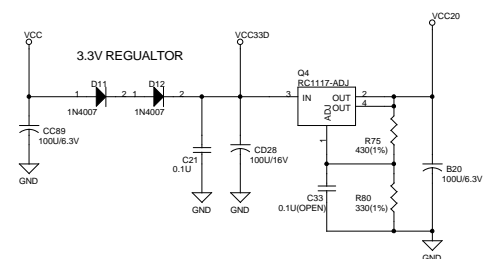 VCC20
VCC
VCC33D
3.3V REGUALTOR
Q4
RC1117-ADJ
D11
D12
1 2 1 2
3 IN OUT 2
OUT 4
ADJ
1N4007
1N4007
1
CC89
100U/6.3V
R75
430(1%)
C21
0.1U
CD28
100U/16V
B20
100U/6.3V
GND
C33
0.1U(OPEN)
R80
330(1%)
GND
GND
GND